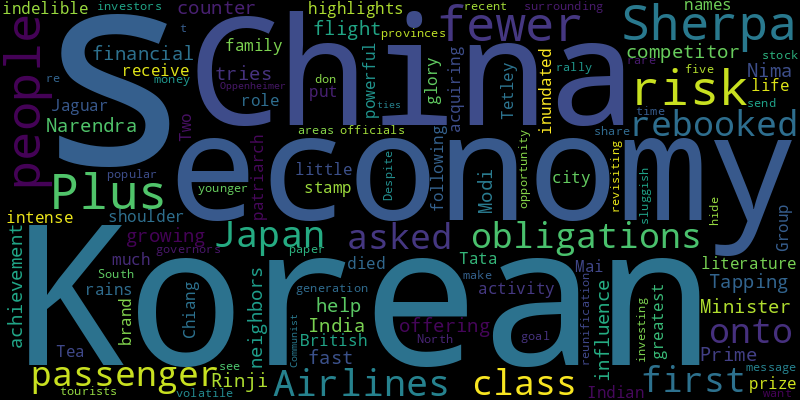 indelible investors counter highlights recent surrounding names
S China fewer Sherpa
financial flight provinces
people family competitor
receive tries don powerful glory acquiring Tetley inundated rally rare five stock
t re money Oppenheimer ties Nima life
Jaguar role put risk time send
Narendra Two areas officials share rebooked
economy
Plus younger patriarch little Despite following Modi opportunity city revisiting sluggish hide
popular stamp
intense shoulder
achievement growing Japan asked obligations Group
much governors paper died Tata Mai literature
Korean
South neighbors generation make activity influence reunification greatest Tapping
rains Chiang help offering Minister
brand India North goal investing onto
Tea fast British Communist Prime message
passenger Rinji Airlines class see first prize
tourists volatile Indian want